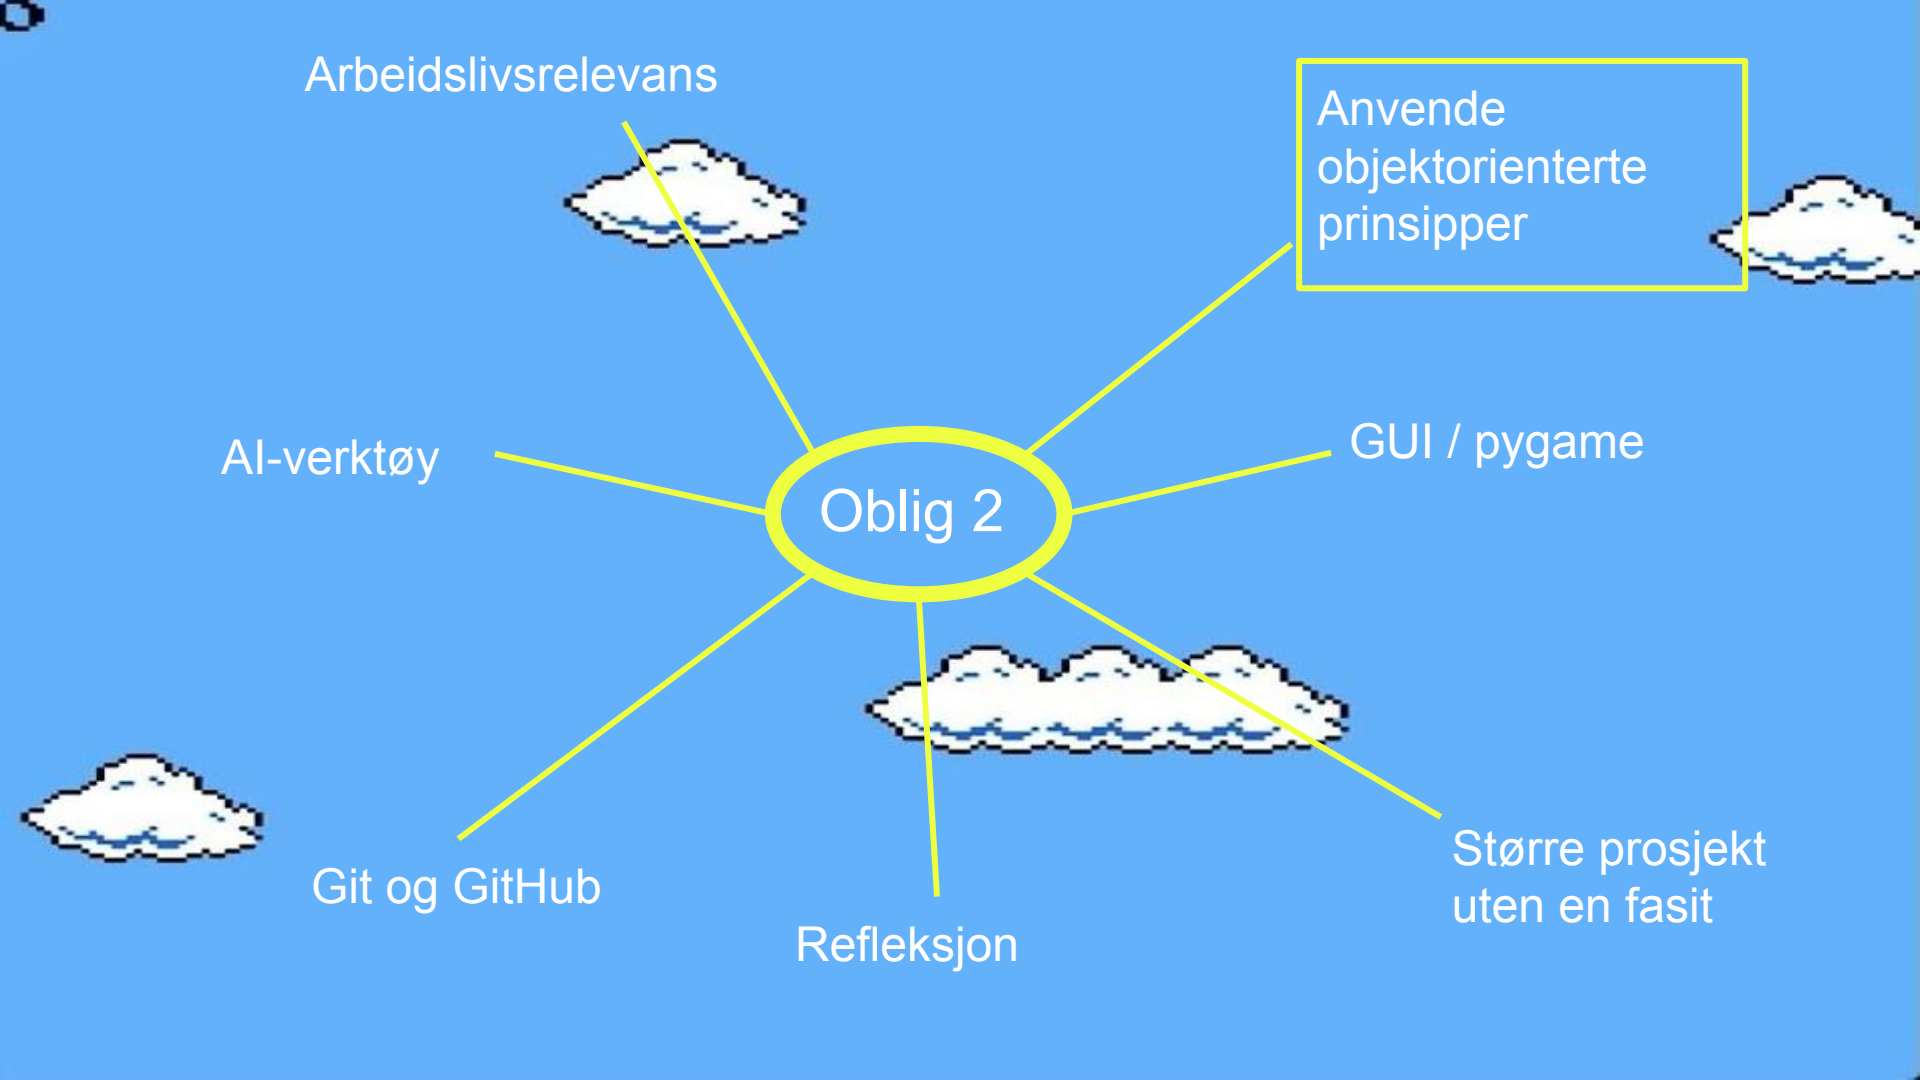 Arbeidslivsrelevans
Anvende
objektorienterte
prinsipper
AI-verktøy
GUI / pygame
Oblig 2
Git og GitHub
Refleksjon
Større prosjekt
uten en fasit